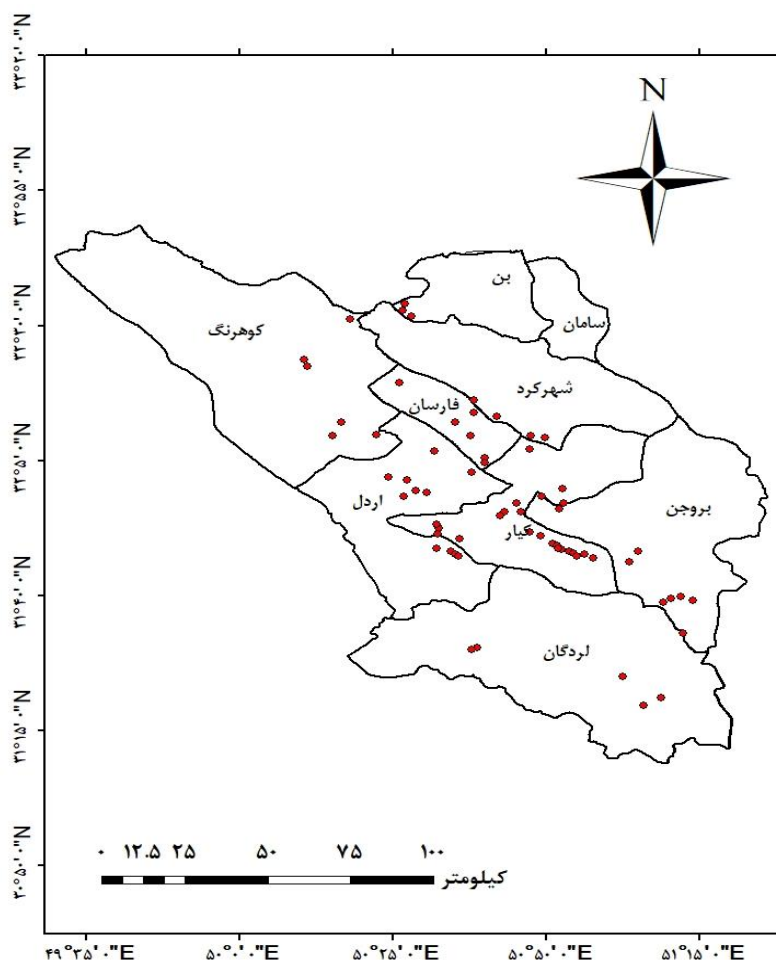 N
۳۳°۲۰'۰"N
۳۲°۵۵'۰"N
۳۲°۳۰'۰"N
۳۲°۵'۰"N
۳۱°۴۰'۰"N
۳۱°۱۵'۰"N
۳۰°۵۰'۰"N
بن
سامان
کوهرنگ
شهرکرد
فارسان
اردل
کیار
بروجن
لردگان
۰ ۱۲.۵ ۲۵ ۵۰ ۷۵ ۱۰۰
کیلومتر
۴۹°۳۵'۰"E ۵۰°۰'۰"E ۵۰°۲۵'۰"E ۵۰°۵۰'۰"E ۵۱°۱۵'۰"E